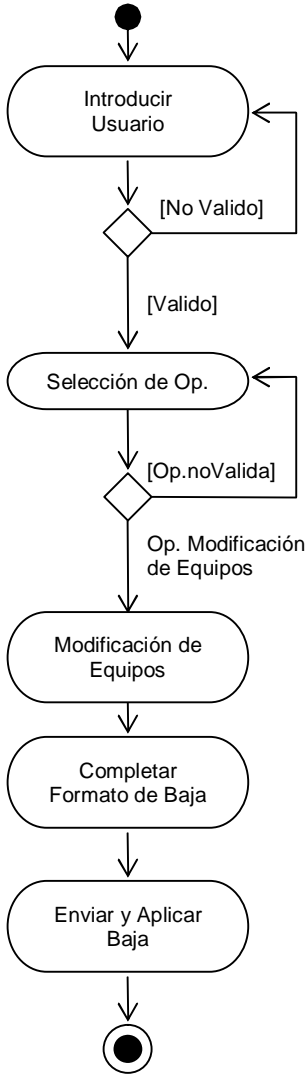 Introducir
Usuario
[No Valido]
[Valido]
Selección de Op.
[Op.noValida]
Op. Modificación
de Equipos
Modificación de
Equipos
Completar
Formato de Baja
Enviar y Aplicar
Baja